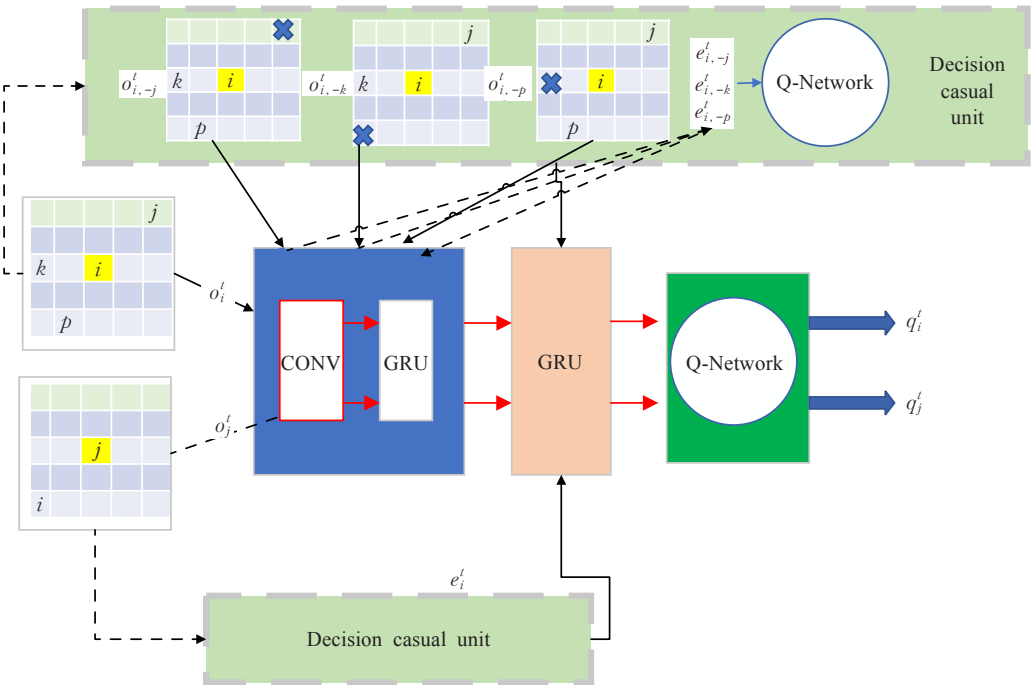 j
j
o^t_{i,-j} k i
o^t_{i,-k} k i
o^t_{i,-p} i
p
p
e^t_{i,-j}
e^t_{i,-k}
e^t_{i,-p}
Q-Network
Decision
casual
unit
j
k i
p
o^t_i
CONV
GRU
GRU
Q-Network
q^t_i
q^t_j
o^t_j
j
i
e^t_i
Decision casual unit